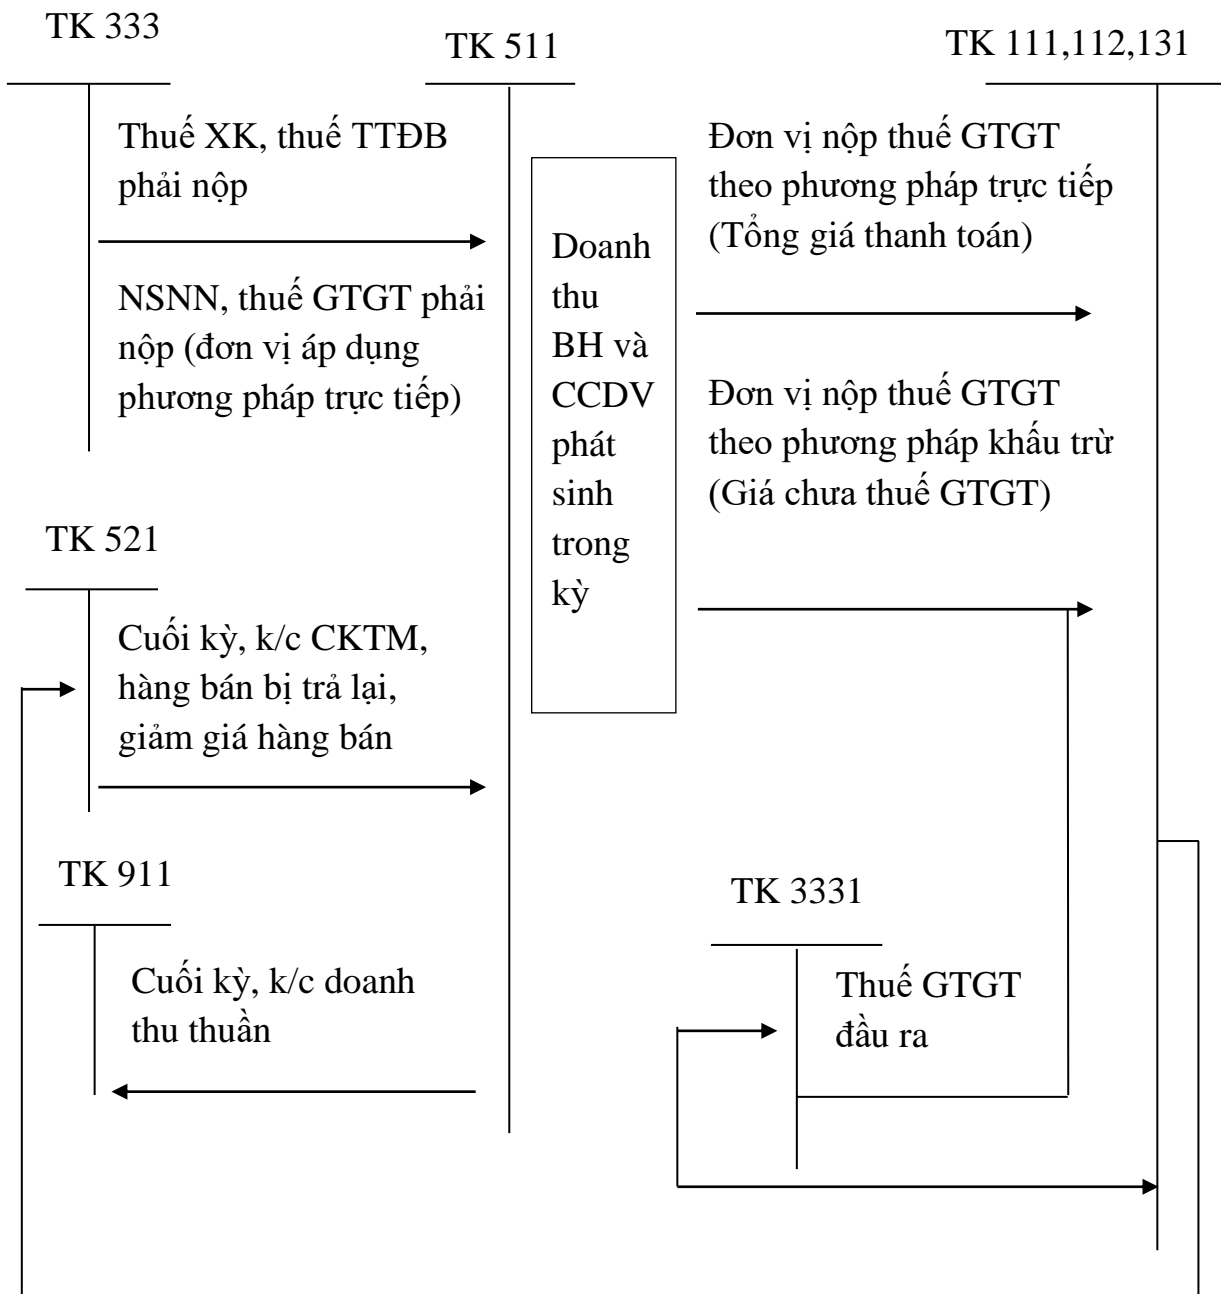 TK 333
TK 511
TK 111,112,131
Thuế XK, thuế TTĐB
phải nộp
NSNN, thuế GTGT phải
nộp (đơn vị áp dụng
phương pháp trực tiếp)
Doanh
thu
BH và
CCDV
phát
sinh
trong
kỳ
Đơn vị nộp thuế GTGT
theo phương pháp trực tiếp
(Tổng giá thanh toán)
Đơn vị nộp thuế GTGT
theo phương pháp khấu trừ
(Giá chưa thuế GTGT)
TK 521
Cuối kỳ, k/c CKTM,
hàng bán bị trả lại,
giảm giá hàng bán
TK 911
Cuối kỳ, k/c doanh
thu thuần
TK 3331
Thuế GTGT
đầu ra